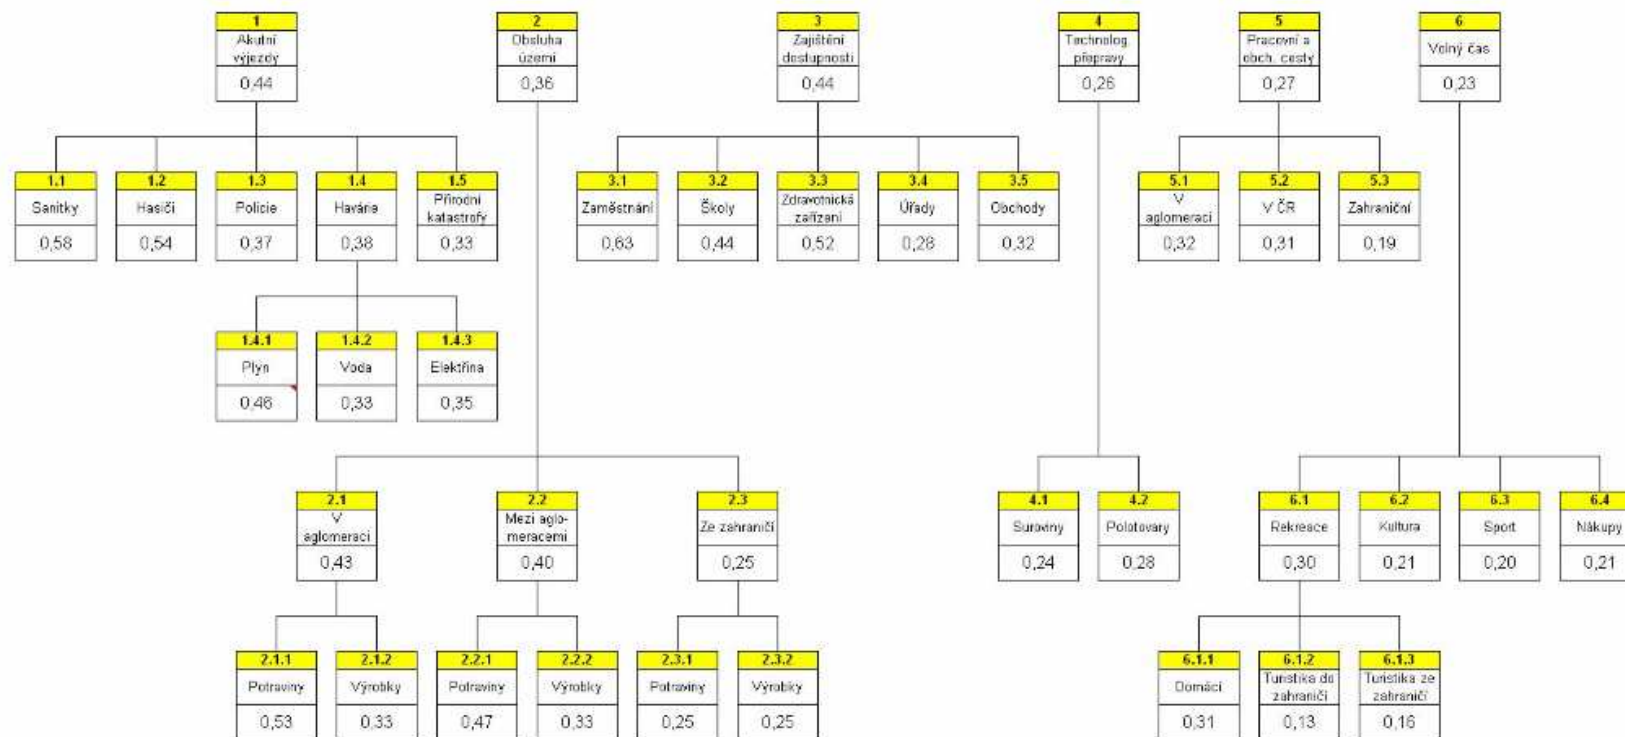 1
Akutní
výjezdy
0,44
2
Obsluha
území
0,36
3
Zajištění
dostupnosti
0,44
4
Technolog.
přepravy
0,26
5
Pracovní a
obch. cesty
0,27
6
Volný čas
0,23
1.1
Sanitky
0,58
1.2
Hasiči
0,54
1.3
Policie
0,37
1.4
Havárie
0,38
1.5
Přírodní
katastrofy
0,33
3.1
Zaměstnání
0,63
3.2
Školy
0,44
3.3
Zdravotnická
zařízení
0,52
3.4
Úřady
0,28
3.5
Obchody
0,32
5.1
V
aglomeraci
0,32
5.2
V ČR
0,31
5.3
Zahraniční
0,19
1.4.1
Plyn
0,46
1.4.2
Voda
0,33
1.4.3
Elektřina
0,35
2.1
V
aglomeraci
0,43
2.2
Mezi aglo-
meracemi
0,40
2.3
Ze zahraničí
0,25
4.1
Suroviny
0,24
4.2
Polotovary
0,28
6.1
Rekreace
0,30
6.2
Kultura
0,21
6.3
Sport
0,20
6.4
Nákupy
0,21
2.1.1
Potraviny
0,53
2.1.2
Výrobky
0,33
2.2.1
Potraviny
0,47
2.2.2
Výrobky
0,33
2.3.1
Potraviny
0,25
2.3.2
Výrobky
0,25
6.1.1
Domácí
0,31
6.1.2
Turistika do
zahraničí
0,13
6.1.3
Turistika ze
zahraničí
0,16